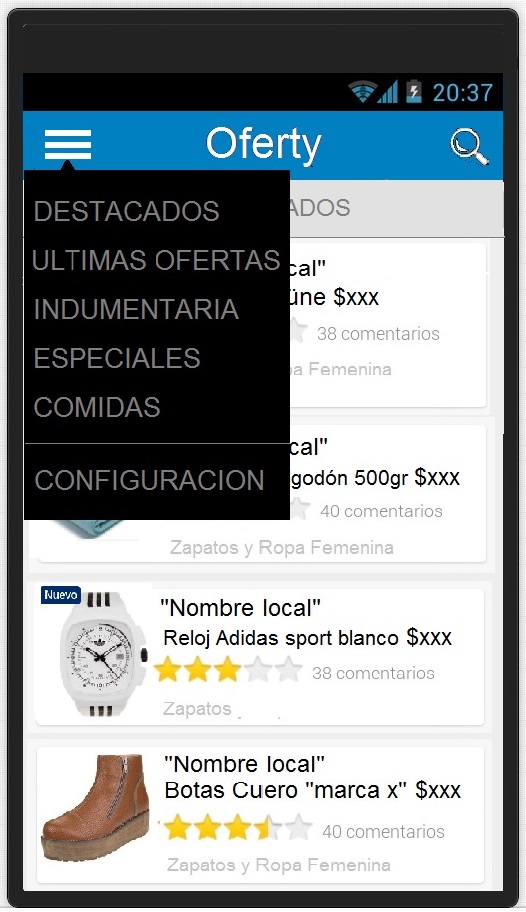 20:37
Oferty
DESTACADOS
ULTIMAS OFERTAS
INDUMENTARIA
ESPECIALES
COMIDAS
CONFIGURACION
ADOS
cal"
üne $xxx
38 comentarios
pa Femenina
cal"
godón 500gr $xxx
40 comentarios
Zapatos y Ropa Femenina
Nuevo
"Nombre local"
Reloj Adidas sport blanco $xxx
38 comentarios
Zapatos
"Nombre local"
Botas Cuero "marca x" $xxx
40 comentarios
Zapatos y Ropa Femenina